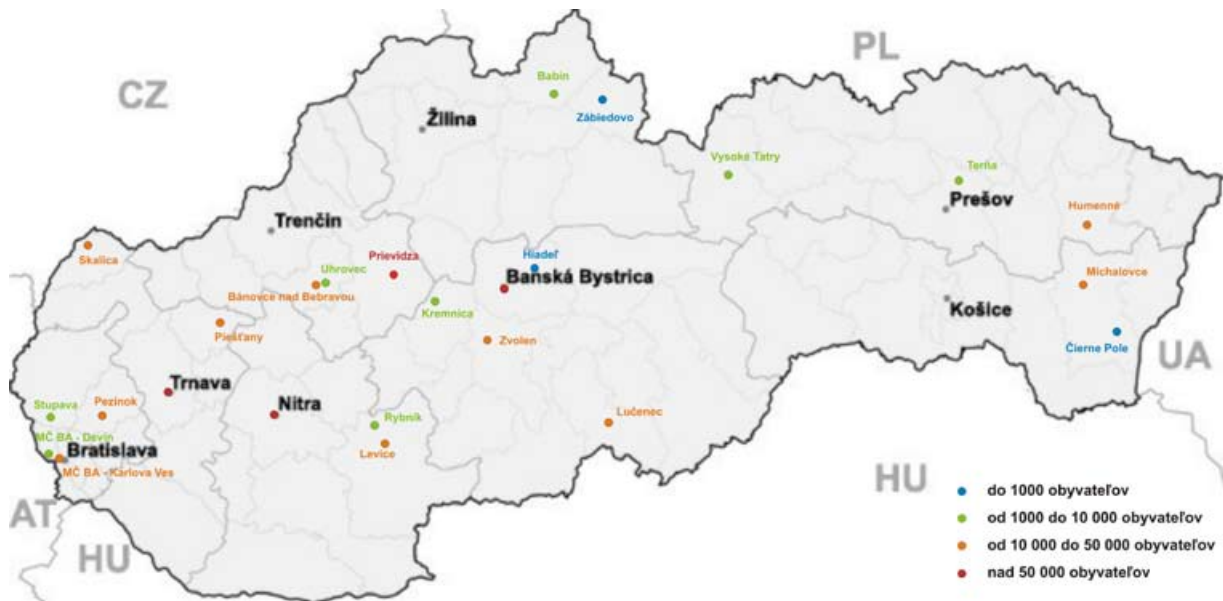 PL
CZ
Babín
Zábiedovo
Žilina
Vysoké Tatry
Terňa
Prešov
Humenné
Trenčín
Skalica
Prievidza
Uhrovec
Bánovce nad Bebravou
Hiadeľ
Banská Bystrica
Michalovce
Kremnica
Košice
Piešťany
Zvolen
Čierne Pole
UA
Trnava
Nitra
Stupava
Pezinok
Rybník
Lučenec
MČ BA - Devín
Bratislava
Levice
MČ BA - Karlova Ves
HU
AT
HU
do 1000 obyvateľov
od 1000 do 10 000 obyvateľov
od 10 000 do 50 000 obyvateľov
nad 50 000 obyvateľov